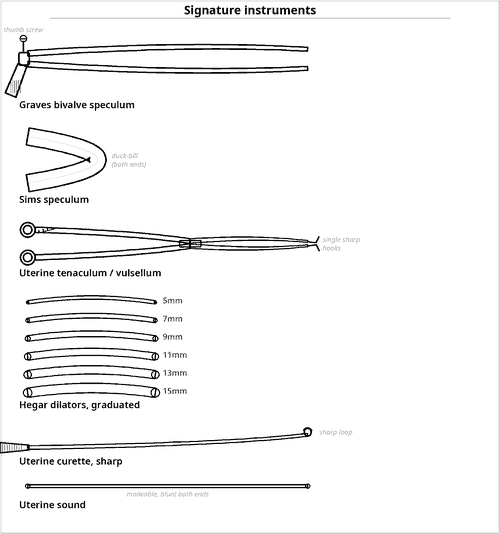 Signature instruments
thumb screw
Graves bivalve speculum
duck-bill
(both ends)
Sims speculum
single sharp
hooks
Uterine tenaculum / vulsellum
5mm
7mm
9mm
11mm
13mm
15mm
Hegar dilators, graduated
sharp loop
Uterine curette, sharp
malleable, blunt both ends
Uterine sound